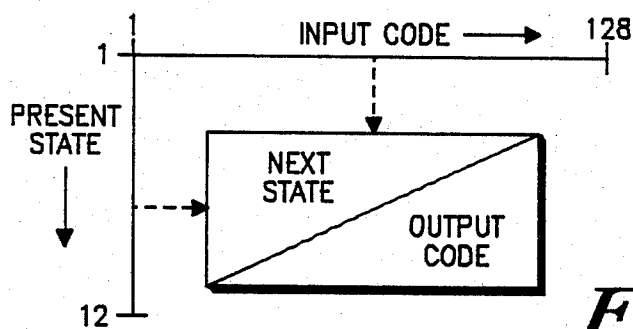 1
INPUT CODE
128
1
PRESENT
STATE
NEXT
STATE
OUTPUT
CODE
12
F